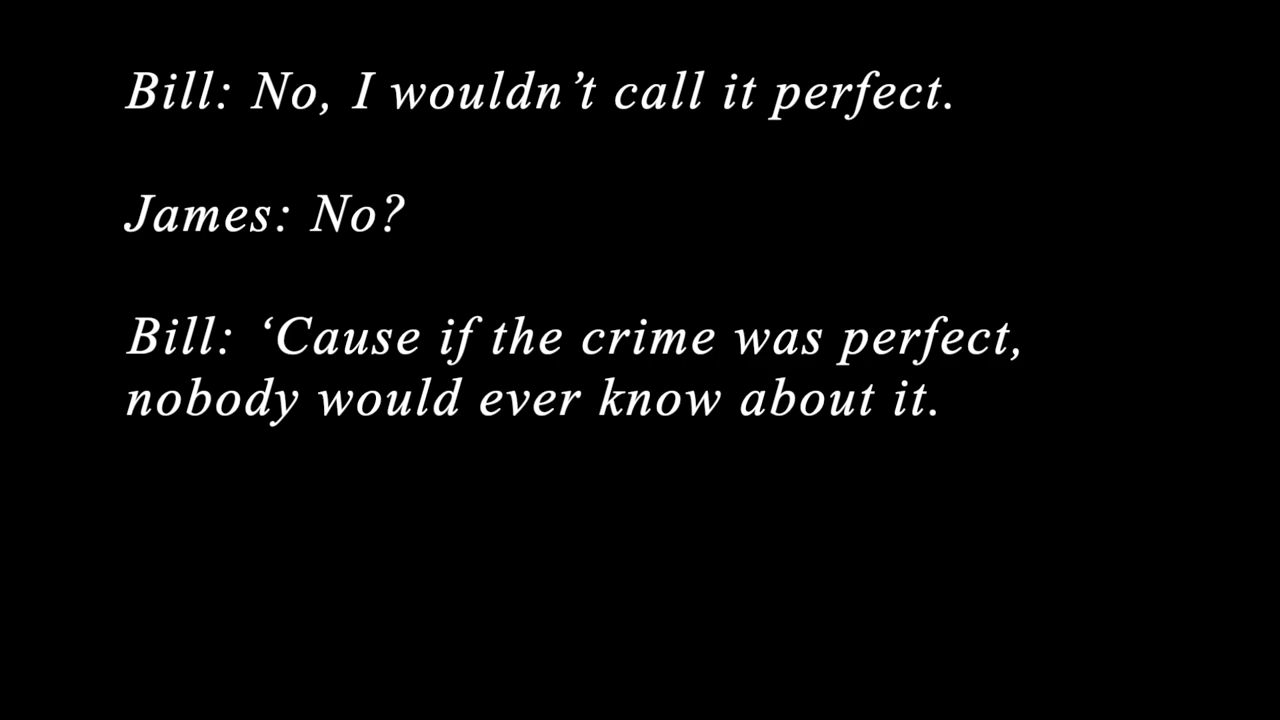 Bill: No, I wouldn’t call it perfect.
James: No?
Bill: ‘Cause if the crime was perfect,
nobody would ever know about it.